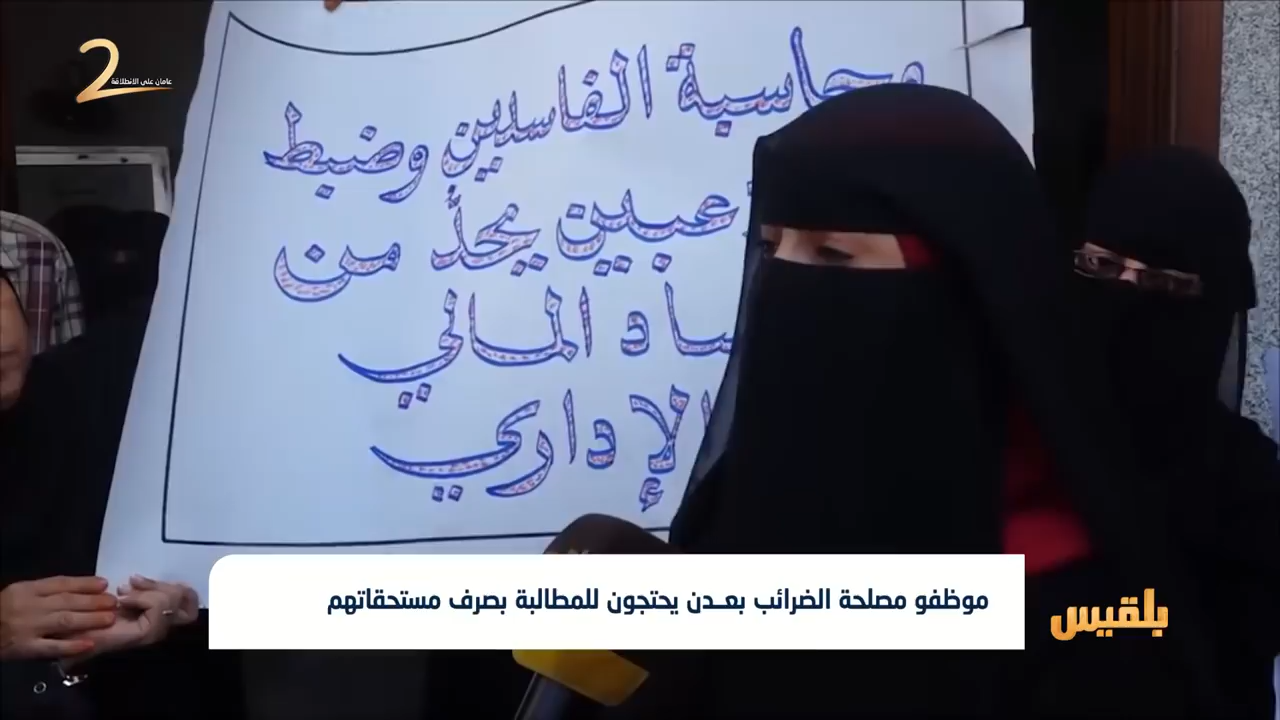 2
عامان على الانطلاقة
محاسبة الفاسدين وضبط
يحد من
المالي
الإداري
موظفو مصلحة الضرائب بعـدن يحتجون للمطالبة بصرف مستحقاتهم
بلقيس